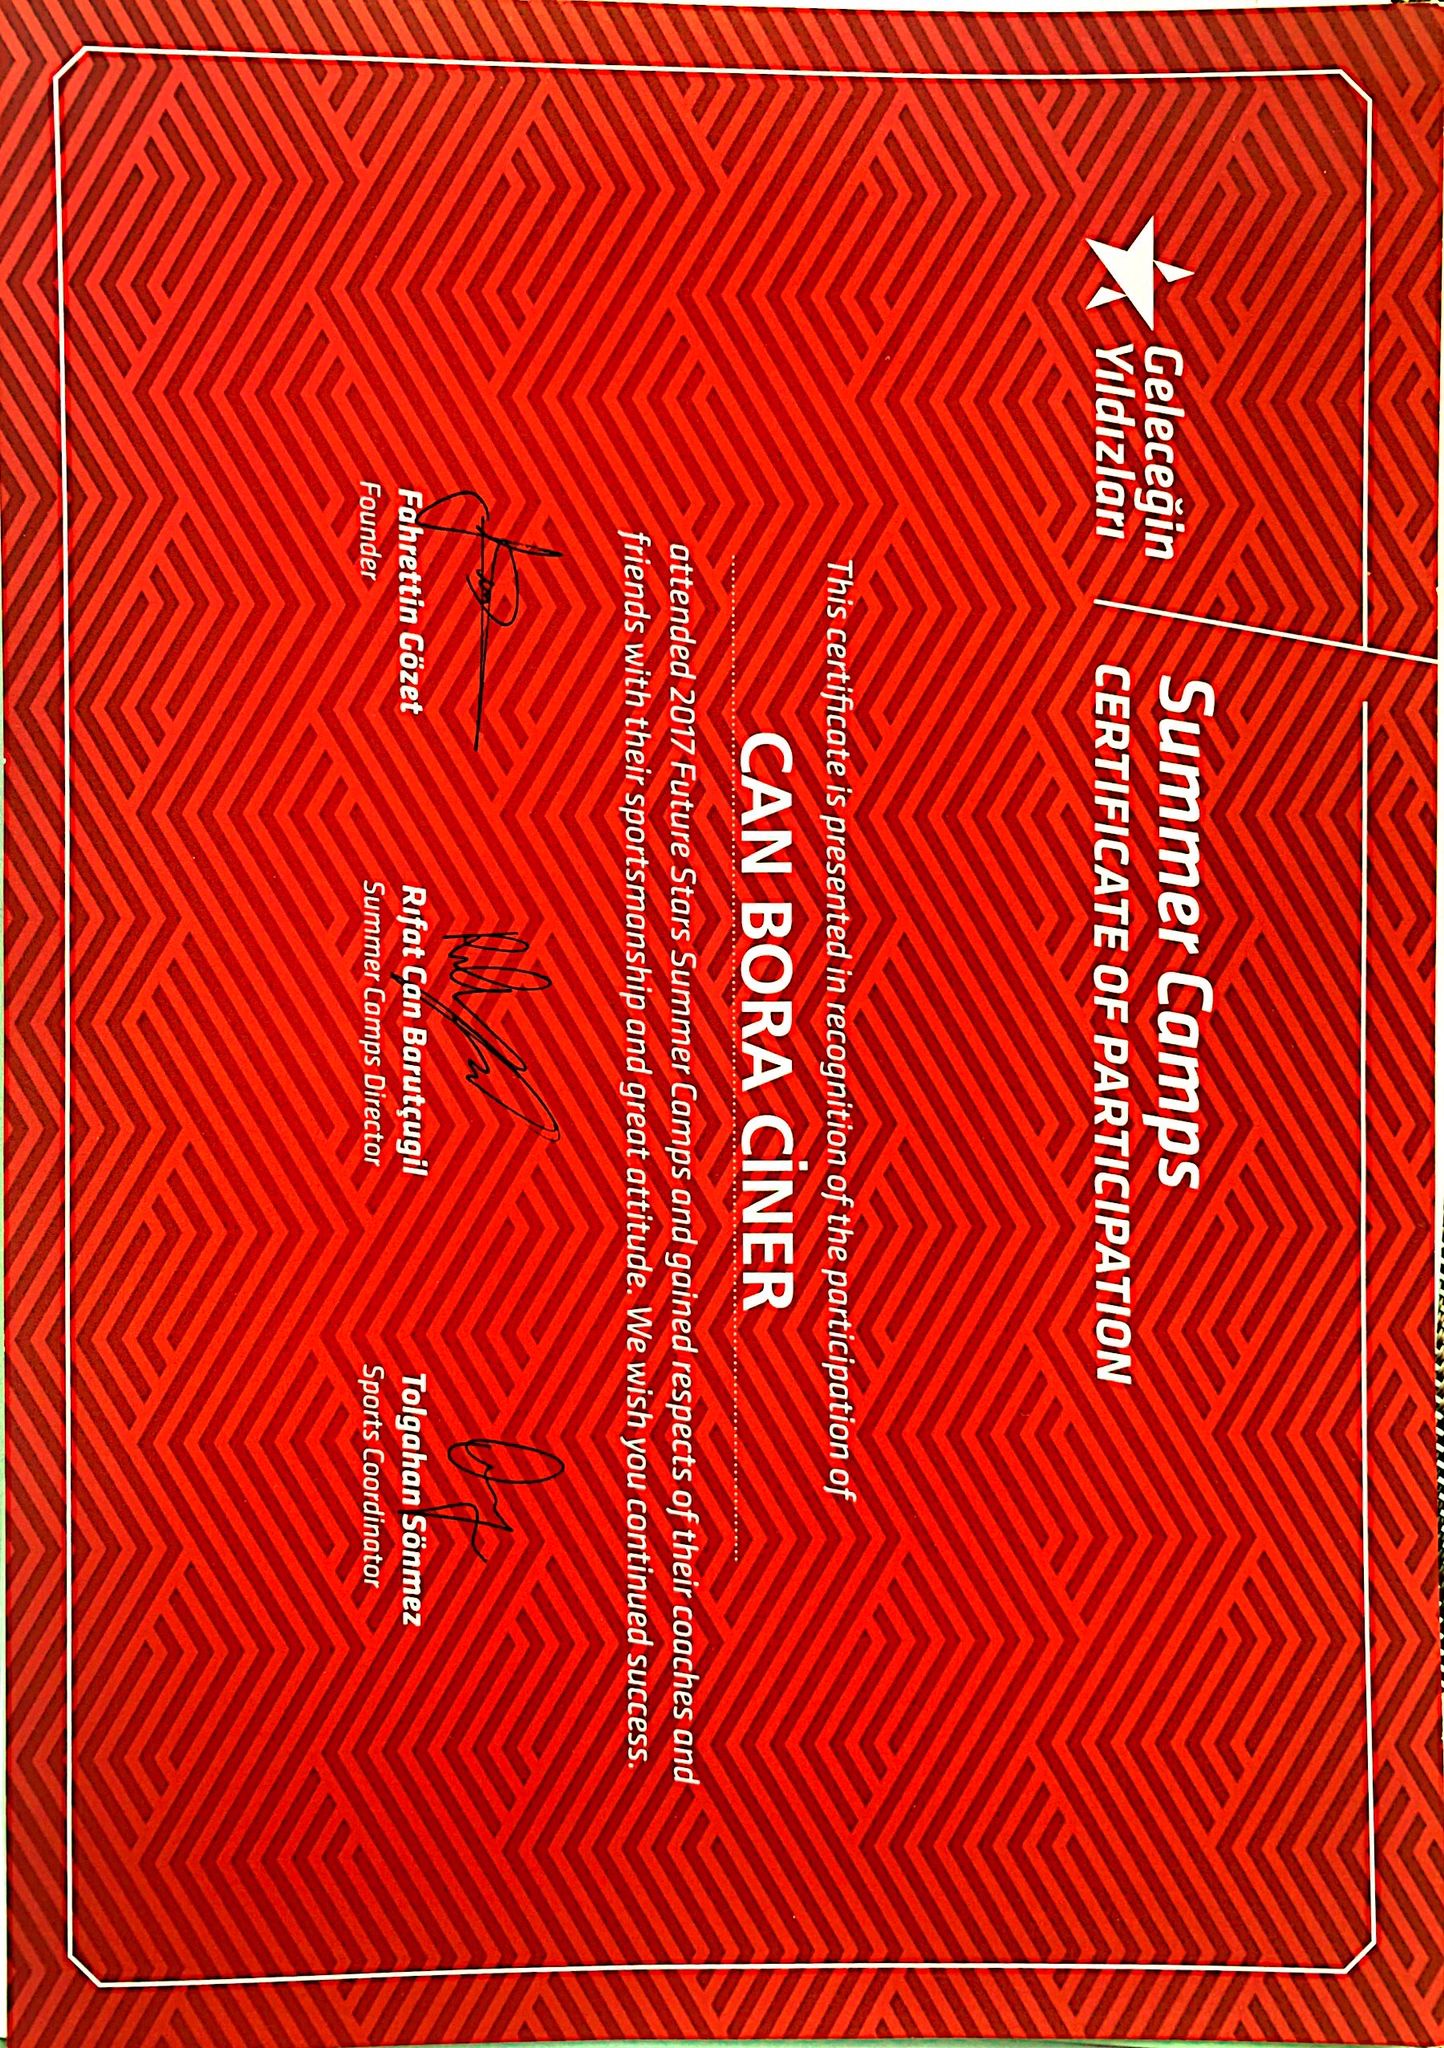 Geleceğin
Yıldızları
Summer Camps
CERTIFICATE OF PARTICIPATION
This certificate is presented in recognition of the participation of
CAN BORA CİNER
attended 2017 Future Stars Summer Camps and gained respects of their coaches and
friends with their sportsmanship and great attitude. We wish you continued success.
Fahrettin Gözet
Founder
Rıfat Can Barutçugil
Summer Camps Director
Tolgahan Sönmez
Sports Coordinator